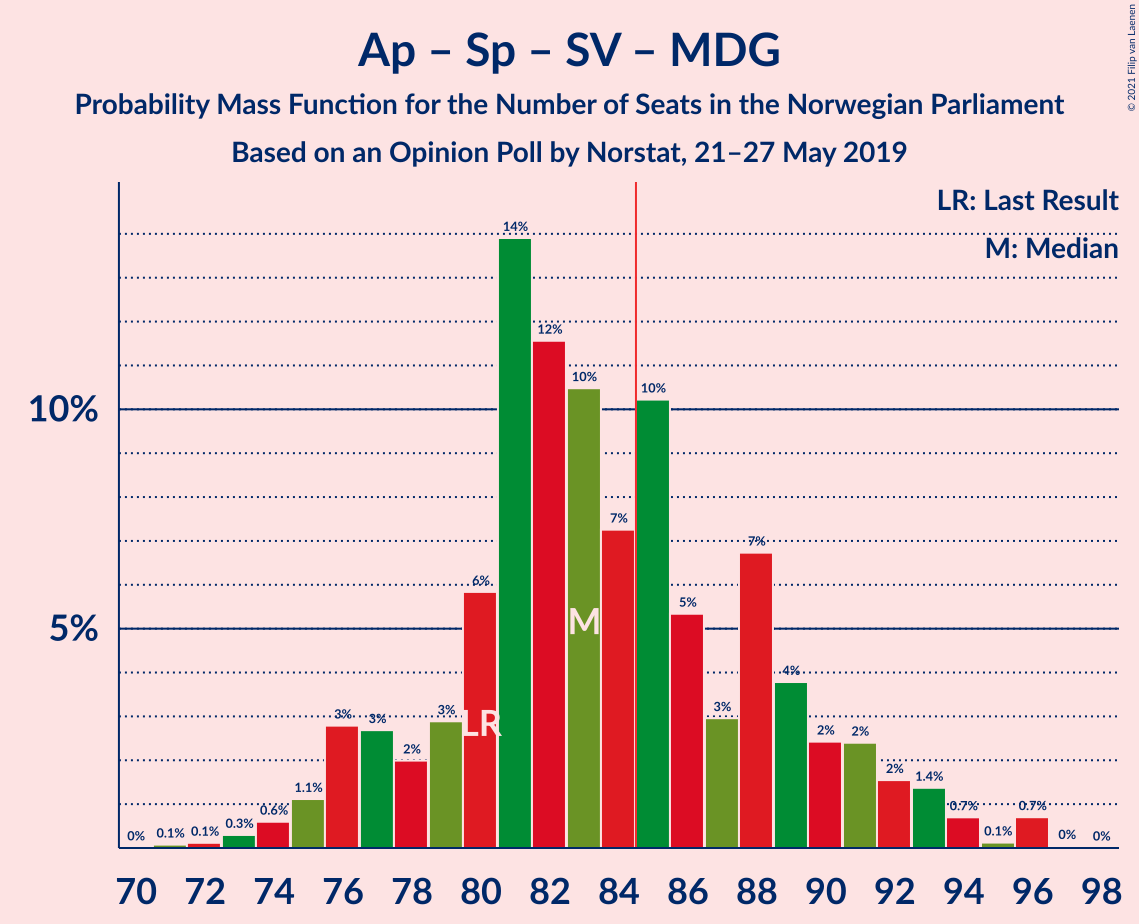 Ap – Sp – SV – MDG
Probability Mass Function for the Number of Seats in the Norwegian Parliament
Based on an Opinion Poll by Norstat, 21–27 May 2019
© 2021 Filip van Laenen
LR: Last Result
M: Median
10%
5%
0% 0.1% 0.1% 0.3% 0.6% 1.1% 3% 3% 2% 3% 6% 14% 12% 10% 7% 10% 5% 3% 7% 4% 2% 2% 2% 1.4% 0.7% 0.1% 0.7% 0% 0%
LR
M
70 72 74 76 78 80 82 84 86 88 90 92 94 96 98